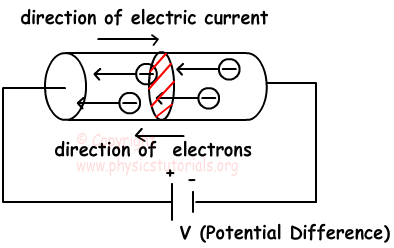 direction of electric current
© Copyright
direction of electrons
www.physicstutorials.org
+ -
V (Potential Difference)